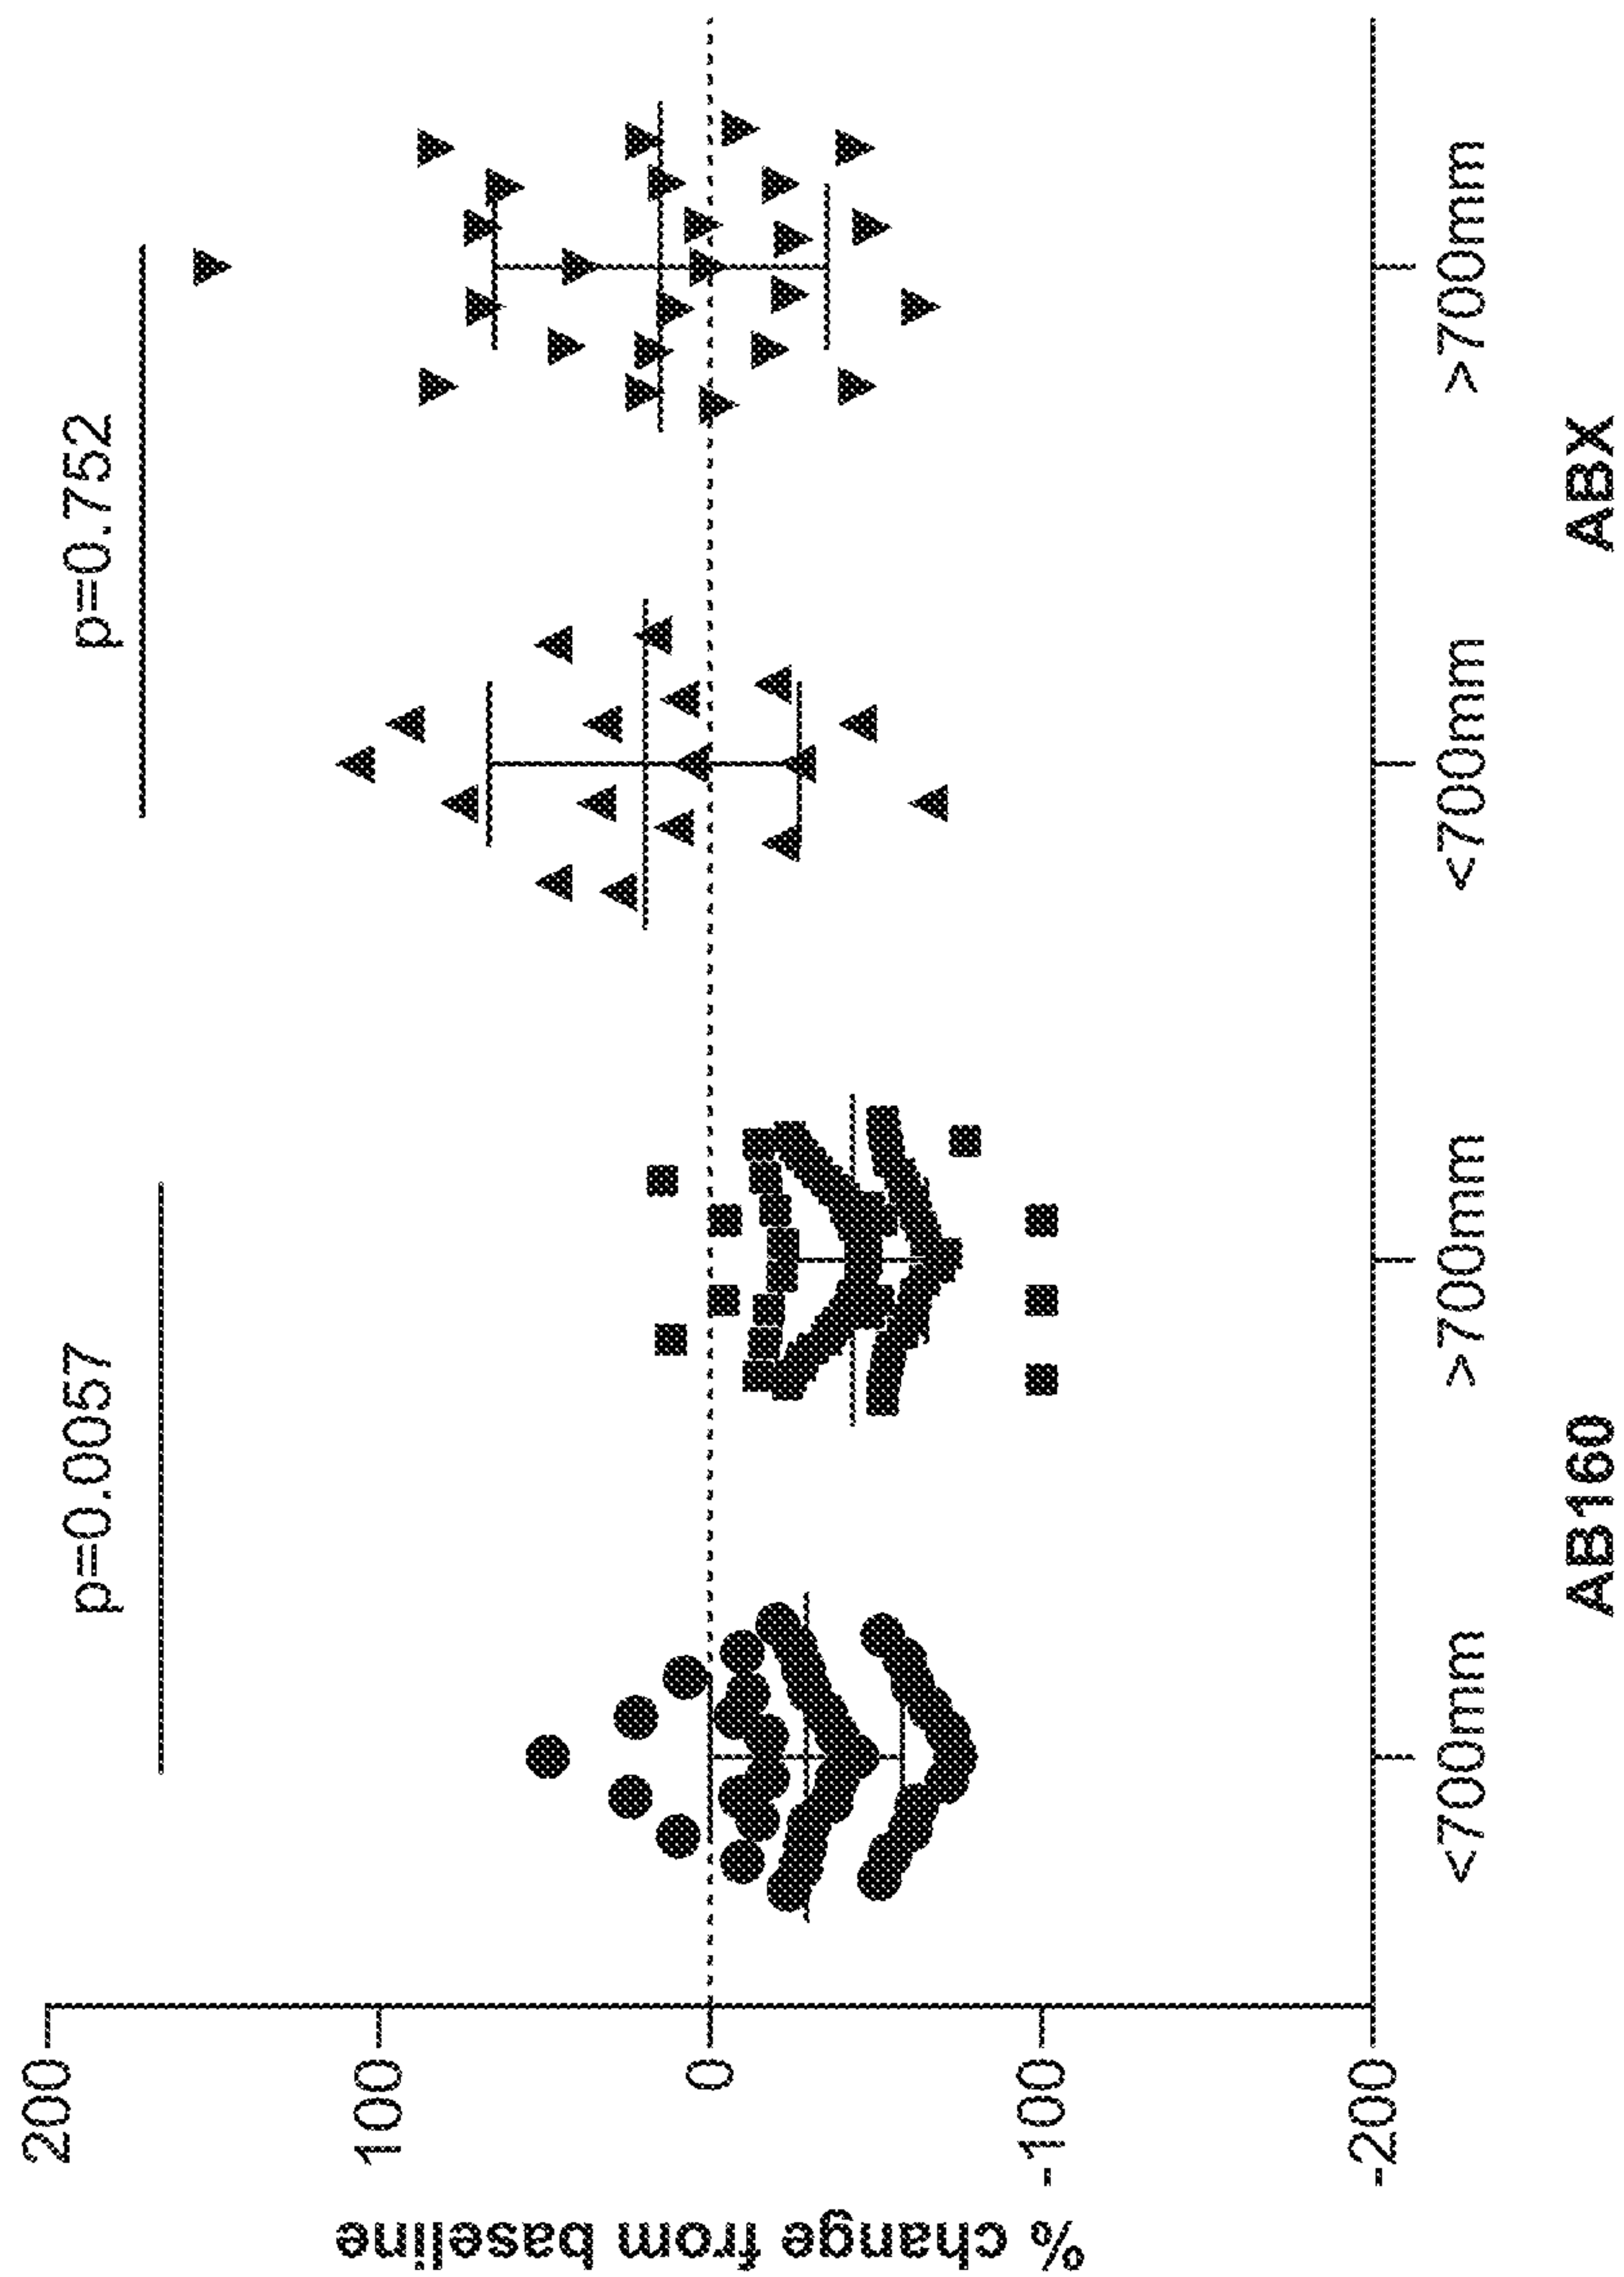 p=0.0057
p=0.752
% change from baseline
200
100
0
-100
-200
<700mm
>700mm
<700mm
>700mm
AB160
ABX